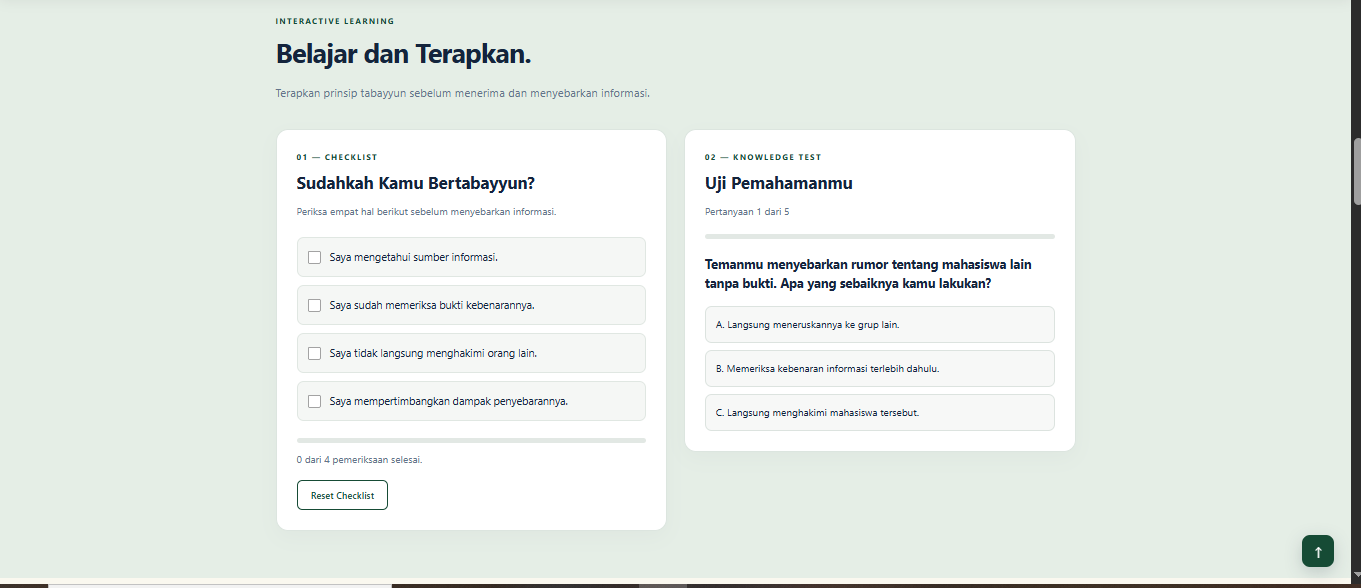 INTERACTIVE LEARNING
Belajar dan Terapkan.
Terapkan prinsip tabayyun sebelum menerima dan menyebarkan informasi.
01 — CHECKLIST
Sudahkah Kamu Bertabayyun?
Periksa empat hal berikut sebelum menyebarkan informasi.
Saya mengetahui sumber informasi.
Saya sudah memeriksa bukti kebenarannya.
Saya tidak langsung menghakimi orang lain.
Saya mempertimbangkan dampak penyebarannya.
0 dari 4 pemeriksaan selesai.
Reset Checklist
02 — KNOWLEDGE TEST
Uji Pemahamanmu
Pertanyaan 1 dari 5
Temanmu menyebarkan rumor tentang mahasiswa lain
tanpa bukti. Apa yang sebaiknya kamu lakukan?
A. Langsung meneruskannya ke grup lain.
B. Memeriksa kebenaran informasi terlebih dahulu.
C. Langsung menghakimi mahasiswa tersebut.
↑